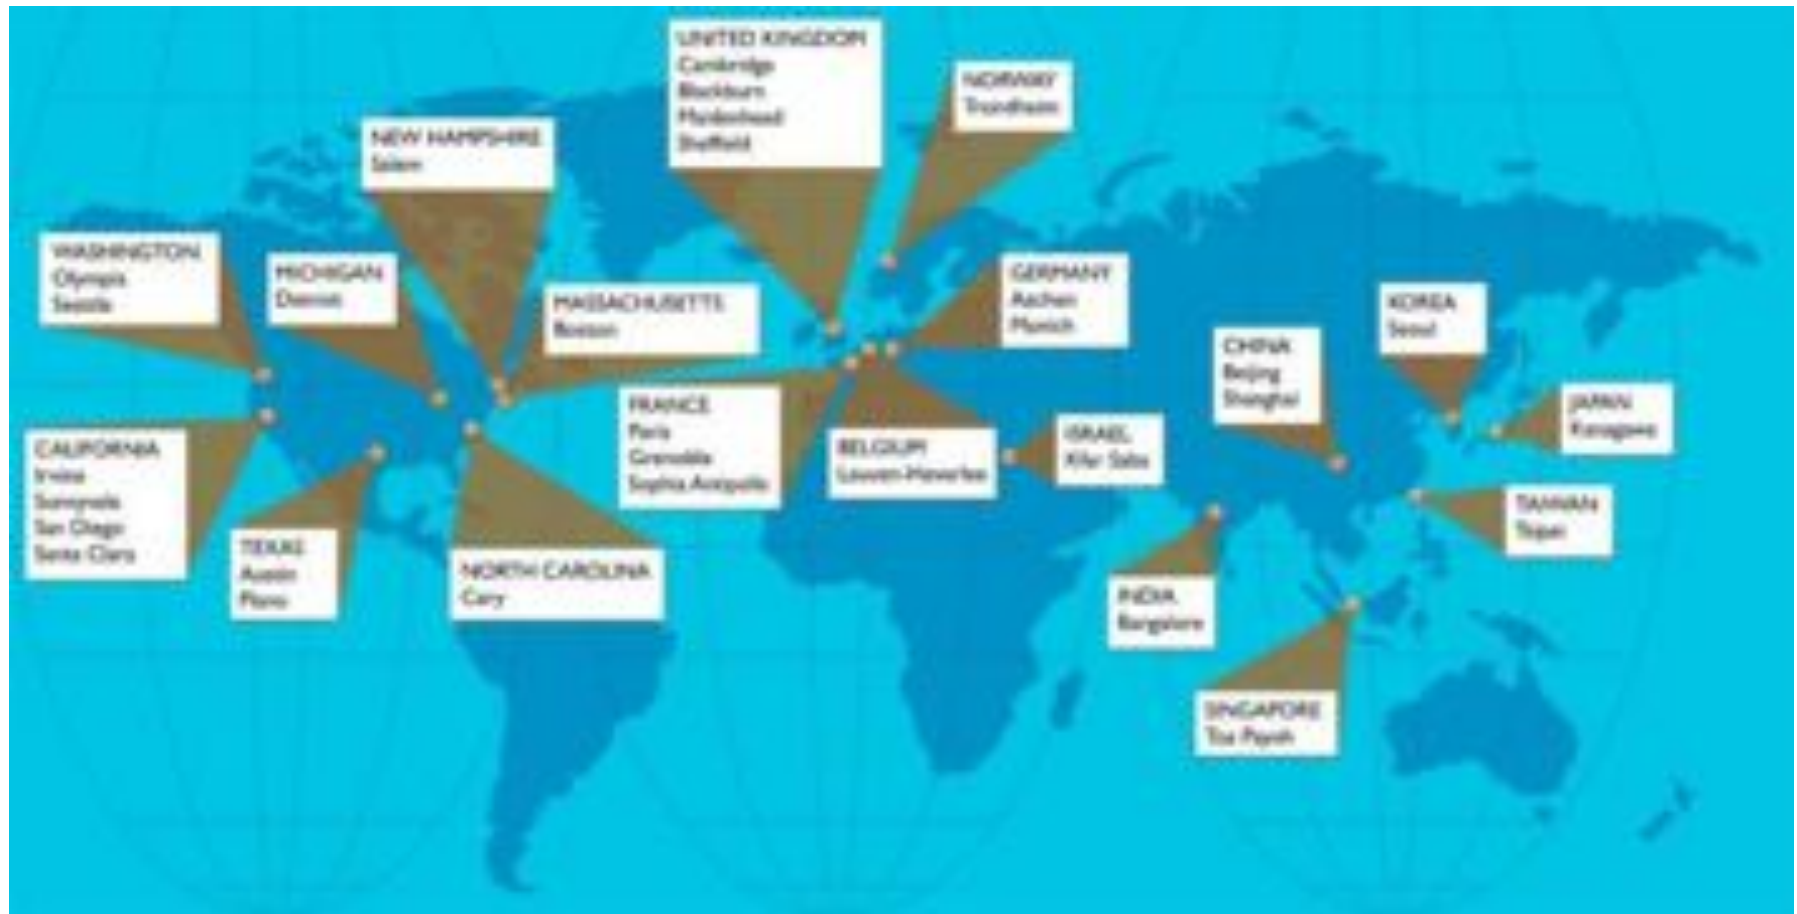 UNITED KINGDOM
Cambridge
Blackburn
Maidenhead
Sheffield
NORWAY
Trondheim
NEW HAMPSHIRE
Salem
WASHINGTON
Olympia
Seattle
MICHIGAN
Detroit
MASSACHUSETTS
Boston
GERMANY
Aachen
Munich
KOREA
Seoul
CHINA
Beijing
Shanghai
FRANCE
Paris
Grenoble
Sophia Antipolis
JAPAN
Kanagawa
ISRAEL
Kfar Saba
BELGIUM
CALIFORNIA
Irvine
Sunnyvale
San Diego
Santa Clara
TEXAS
Austin
Plano
NORTH CAROLINA
Cary
TAIWAN
Taipei
INDIA
Bangalore
SINGAPORE
Toa Payoh